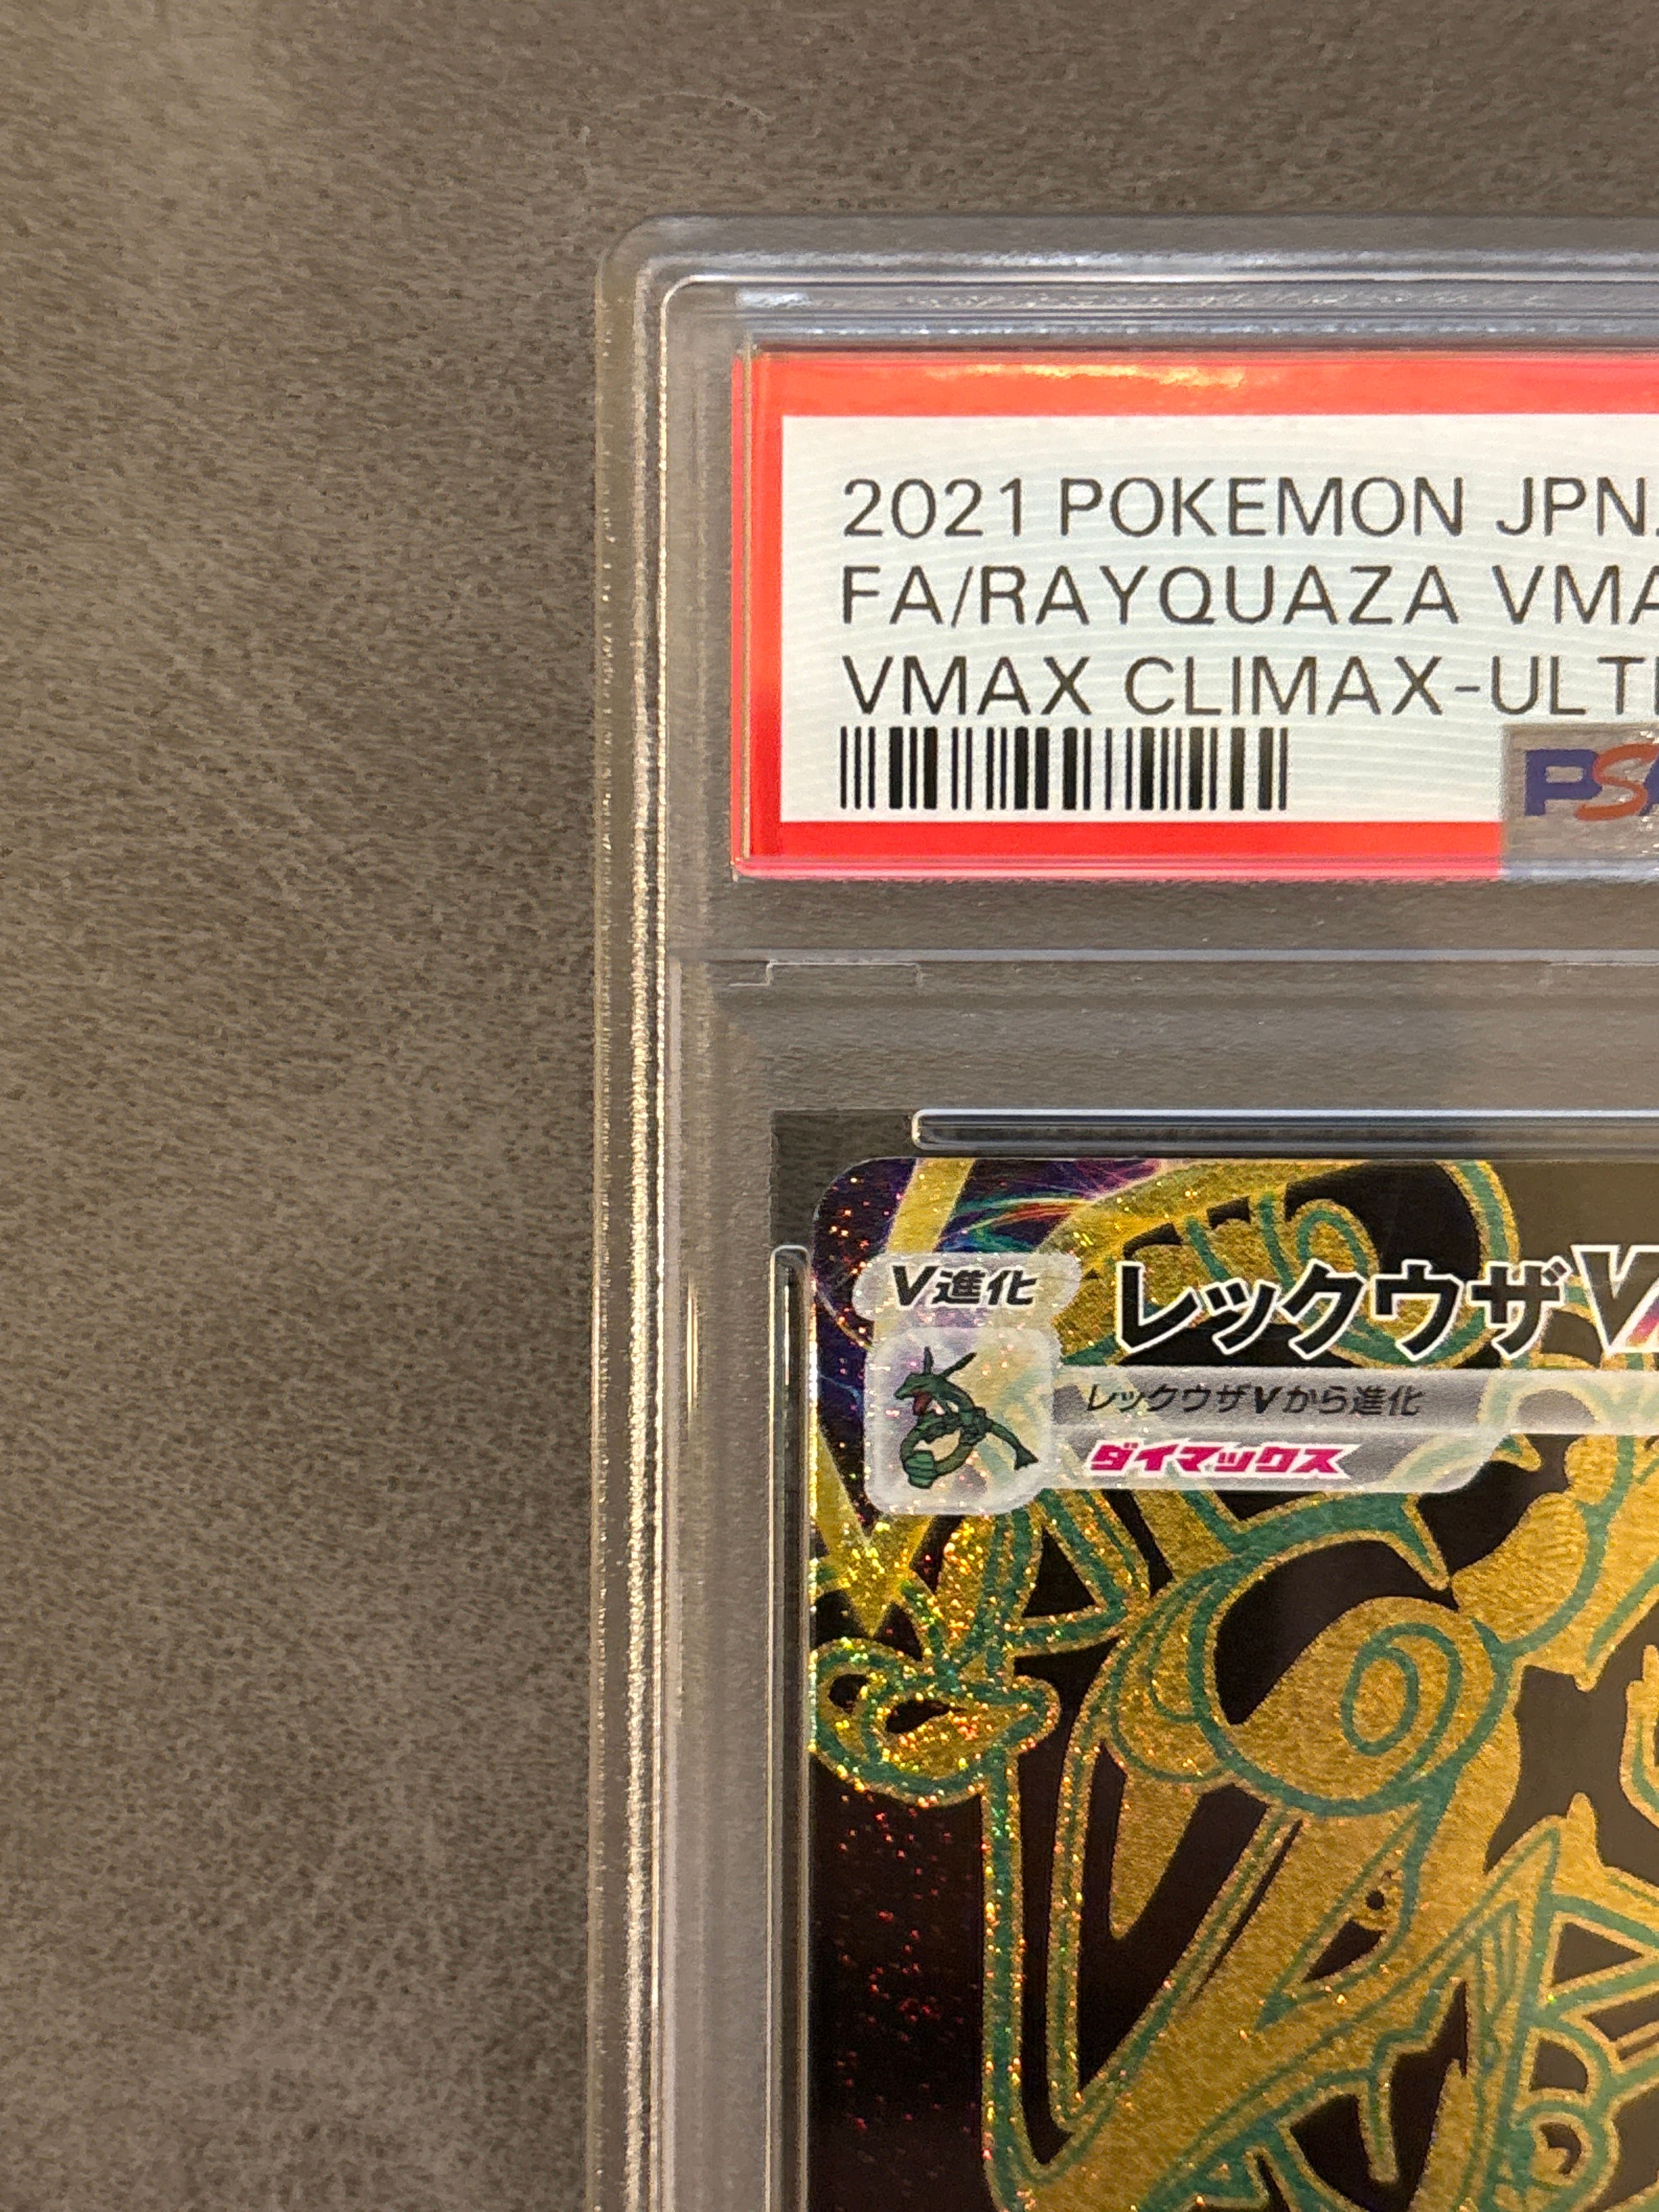 2021 POKEMON JPN.
FA/RAYQUAZA VMA
VMAX CLIMAX-ULT
PSA
V進化
レックウザV
レックウザVから進化
ダイマックス